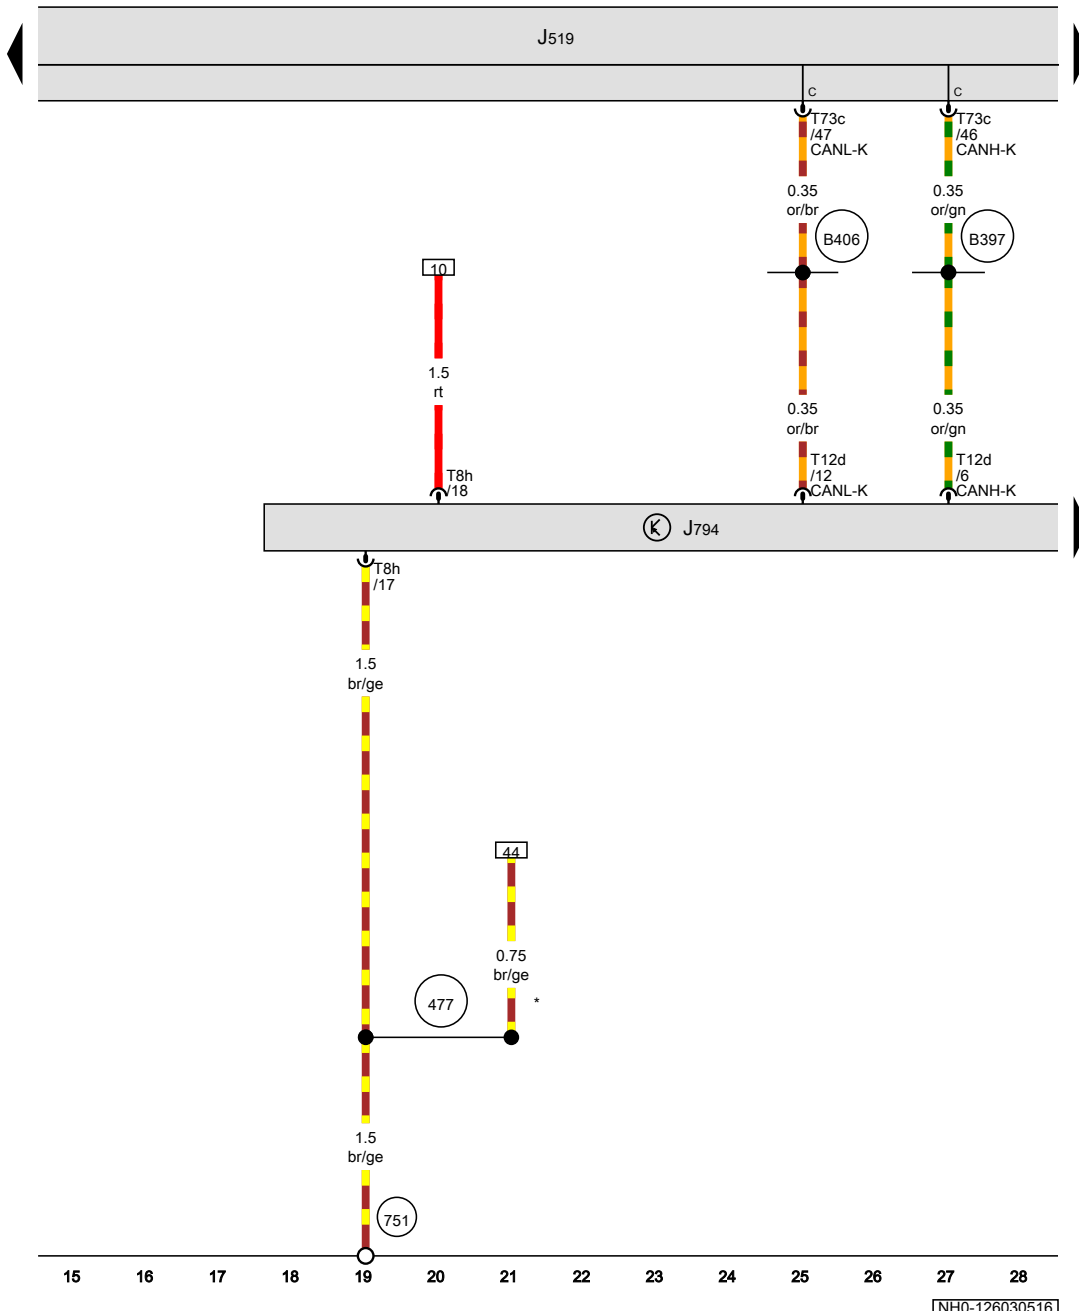 J519
C
C
T73c
/47
CANL-K
T73c
/46
CANH-K
0.35
or/br
0.35
or/gn
B406
B397
10
1.5
rt
0.35
or/br
0.35
or/gn
T8h
/18
T12d
/12
CANL-K
T12d
/6
CANH-K
K J794
T8h
/17
1.5
br/ge
44
0.75
br/ge
477
*
1.5
br/ge
751
15 16 17 18 19 20 21 22 23 24 25 26 27 28
NH0-126030516